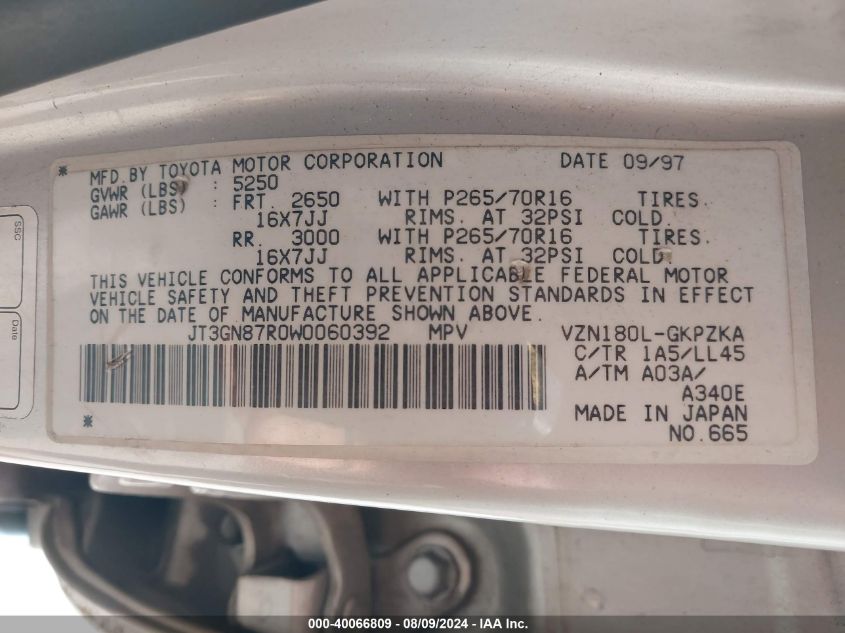 MFD. BY TOYOTA MOTOR CORPORATION DATE 09/97
GVWR (LBS) : 5250
GAWR (LBS) : FRT. 2650 WITH P265/70R16 TIRES.
16X7JJ RIMS. AT 32PSI COLD.
RR. 3000 WITH P265/70R16 TIRES.
16X7JJ RIMS. AT 32PSI COLD.
THIS VEHICLE CONFORMS TO ALL APPLICABLE FEDERAL MOTOR
VEHICLE SAFETY AND THEFT PREVENTION STANDARDS IN EFFECT
ON THE DATE OF MANUFACTURE SHOWN ABOVE.
JT3GN87R0W0060392 MPV VZN180L-GKPZKA
C/TR 1A5/LL45
A/TM A03A/
A340E
MADE IN JAPAN
NO.665
SSC
Date
000-40066809 - 08/09/2024 - IAA Inc.